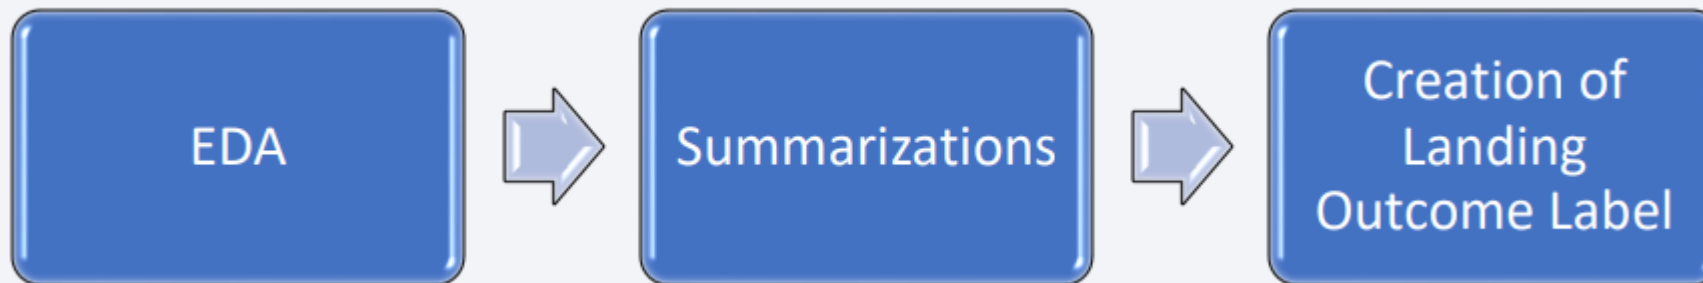 EDA
Summarizations
Creation of
Landing
Outcome Label